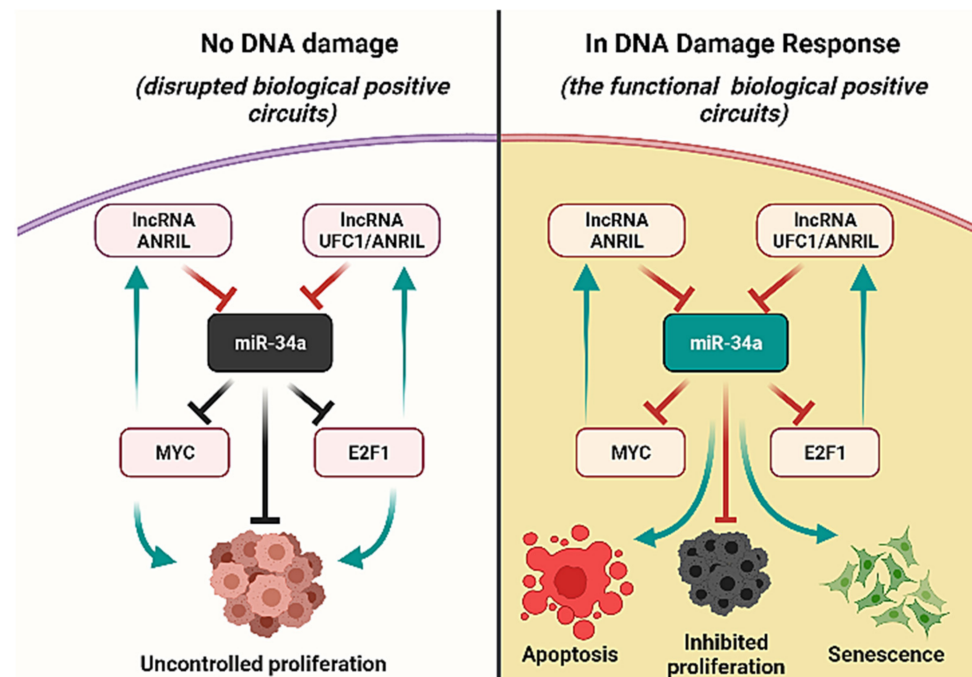 No DNA damage
(disrupted biological positive
circuits)
lncRNA
ANRIL
lncRNA
UFC1/ANRIL
miR-34a
MYC
E2F1
Uncontrolled proliferation
In DNA Damage Response
(the functional biological positive
circuits)
lncRNA
ANRIL
lncRNA
UFC1/ANRIL
miR-34a
MYC
E2F1
Apoptosis
Inhibited
proliferation
Senescence